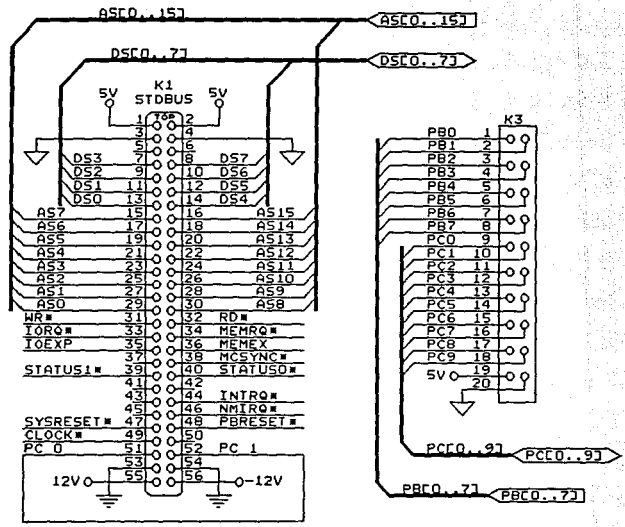 AS[0..15] AS[0..15]
DS[0..7] DS[0..7]
K1
STDBUS
5V TOP 5V
1 2
3 4
5 6
DS3 7 8 DS7
DS2 9 10 DS6
DS1 11 12 DS5
DS0 13 14 DS4
AS7 15 16 AS15
AS6 17 18 AS14
AS5 19 20 AS13
AS4 21 22 AS12
AS3 23 24 AS11
AS2 25 26 AS10
AS1 27 28 AS9
AS0 29 30 AS8
WR* 31 32 RD*
IORQ* 33 34 MEMRQ*
IOEXP 35 36 MEMEX
37 38 MCSYNC*
STATUS1* 39 40 STATUS0*
41 42
43 44 INTRQ*
45 46 NMIRQ*
SYSRESET* 47 48 PBRESET*
CLOCK* 49 50
PC 0 51 52 PC 1
53 54
12V 55 56 -12V
K3
PB0 1
PB1 2
PB2 3
PB3 4
PB4 5
PB5 6
PB6 7
PB7 8
PC0 9
PC1 10
PC2 11
PC3 12
PC4 13
PC5 14
PC6 15
PC7 16
PC8 17
PC9 18
5V 19
20
PC[0..9] PC[0..9]
PB[0..7] PB[0..7]